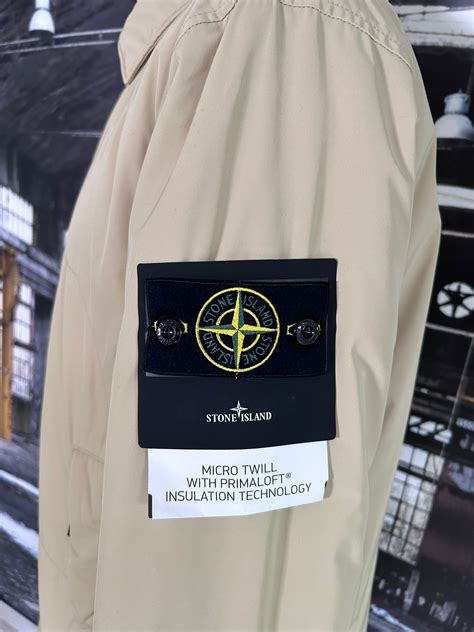 STONE ISLAND
STONE ISLAND
STONE ISLAND
MICRO TWILL
WITH PRIMALOFT®
INSULATION TECHNOLOGY